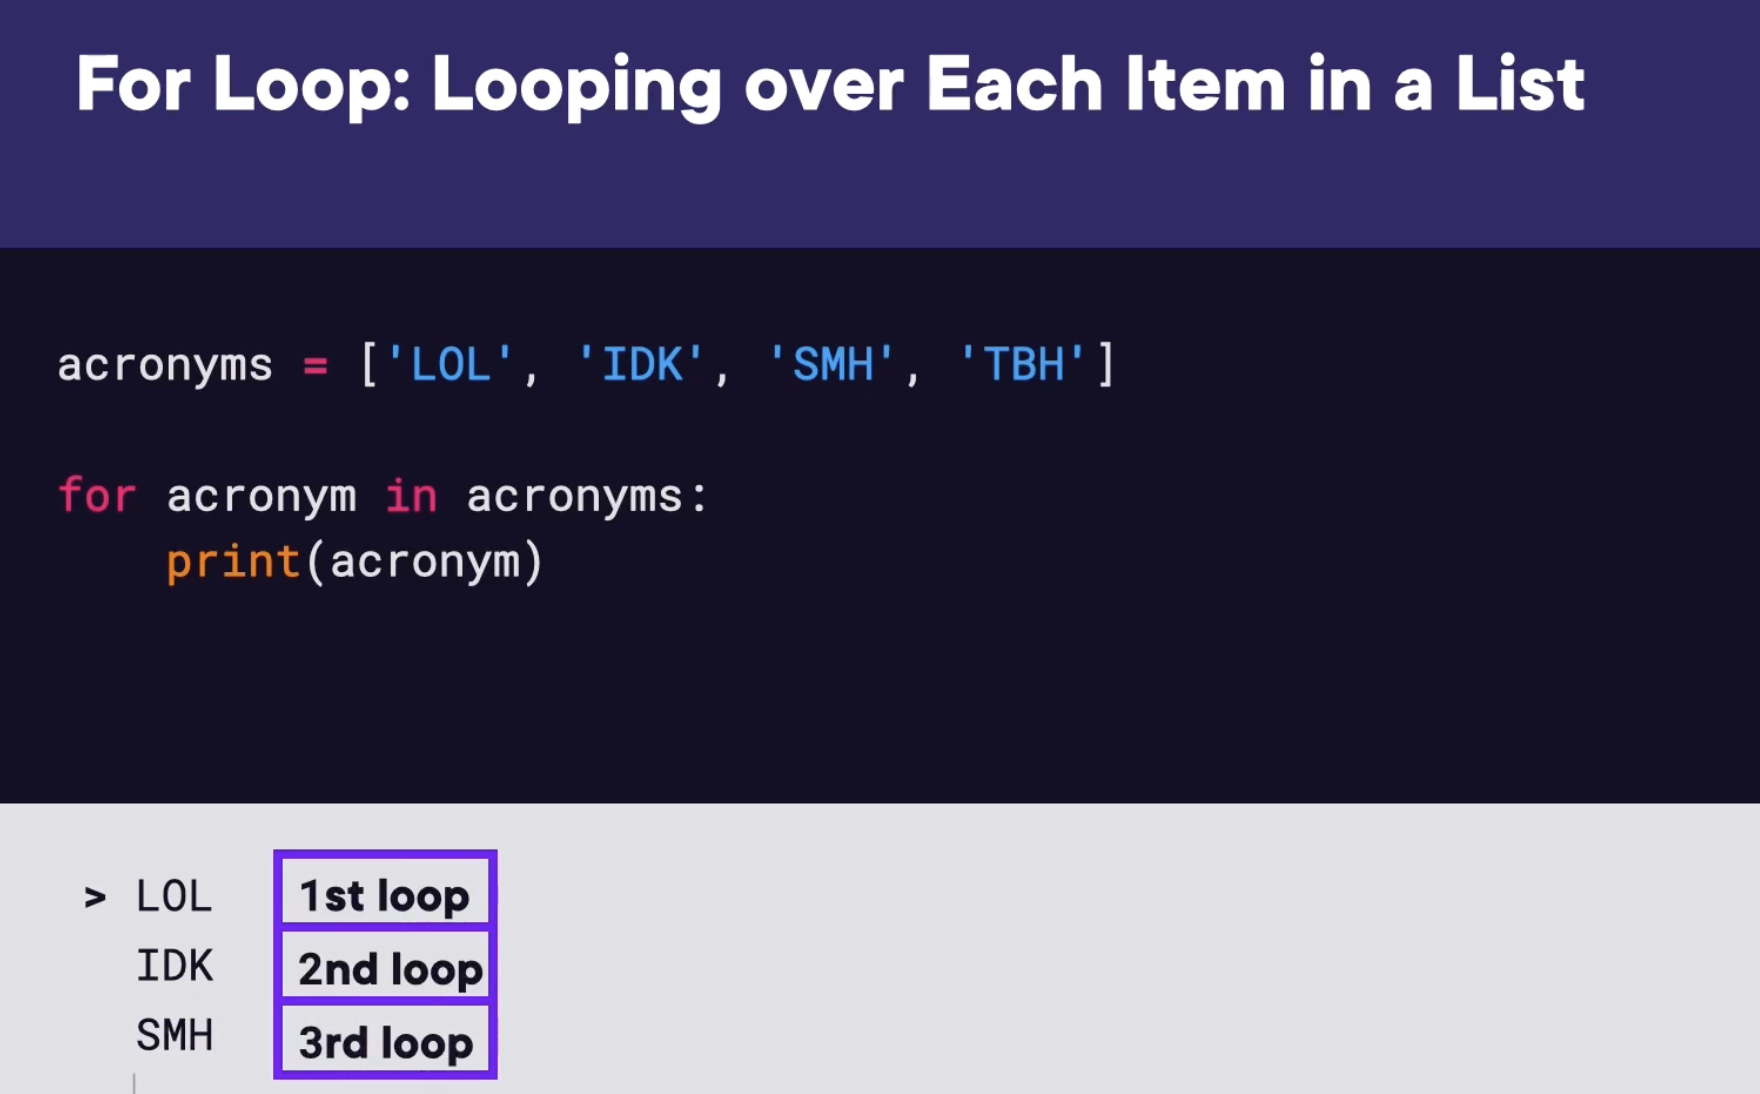 For Loop: Looping over Each Item in a List
acronyms = ['LOL', 'IDK', 'SMH', 'TBH']
for acronym in acronyms:
    print(acronym)
> LOL 1st loop
IDK 2nd loop
SMH 3rd loop